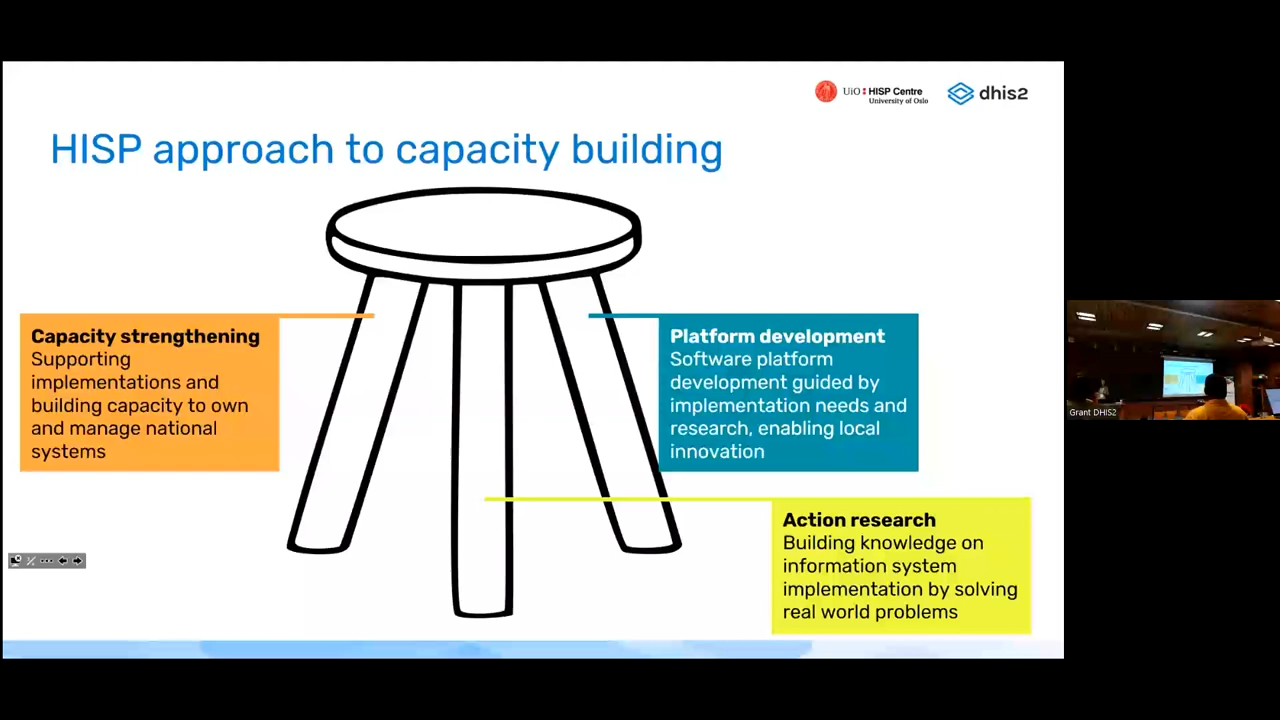 UiO: HISP Centre
University of Oslo
dhis2
HISP approach to capacity building
Capacity strengthening
Supporting
implementations and
building capacity to own
and manage national
systems
Platform development
Software platform
development guided by
implementation needs and
research, enabling local
innovation
Action research
Building knowledge on
information system
implementation by solving
real world problems
Grant DHIS2